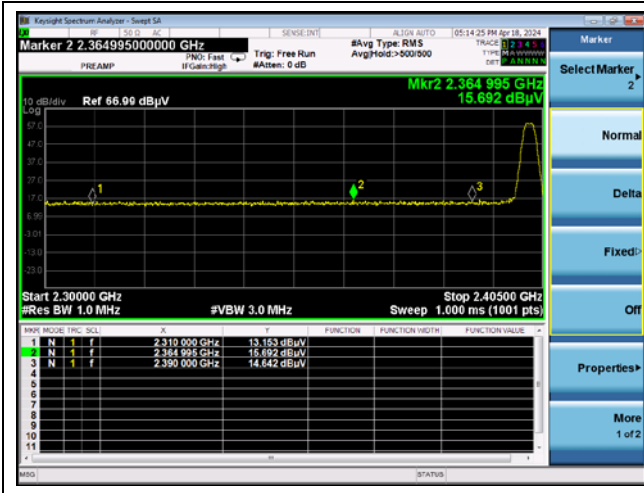 Keysight Spectrum Analyzer - Swept SA
RF 50 Ω AC SENSE:INT ALIGN AUTO 05:14:25 PM Apr 18, 2024
Marker 2 2.364995000000 GHz
PREAMP
PNO: Fast
IFGain:High
Trig: Free Run
#Atten: 0 dB
#Avg Type: RMS
Avg|Hold:>500/500
TRACE 1 2 3 4 5 6
TYPE
DET P A N N N N
Mkr2 2.364 995 GHz
15.692 dBµV
10 dB/div Ref 66.99 dBµV
Log
57.0
47.0
37.0
17.0
6.99
-3.01
-13.0
-23.0
1
2
3
Start 2.30000 GHz Stop 2.40500 GHz
#Res BW 1.0 MHz #VBW 3.0 MHz Sweep 1.000 ms (1001 pts)
MKR MODE TRC SCL X Y FUNCTION FUNCTION WIDTH FUNCTION VALUE
1 N 1 f 2.310 000 GHz 13.153 dBµV
2 N 1 f 2.364 995 GHz 15.692 dBµV
3 N 1 f 2.390 000 GHz 14.642 dBµV
4
5
6
7
8
9
10
11
MSG STATUS
Marker
Select Marker
2
Normal
Delta
Fixed
Off
Properties
More
1 of 2